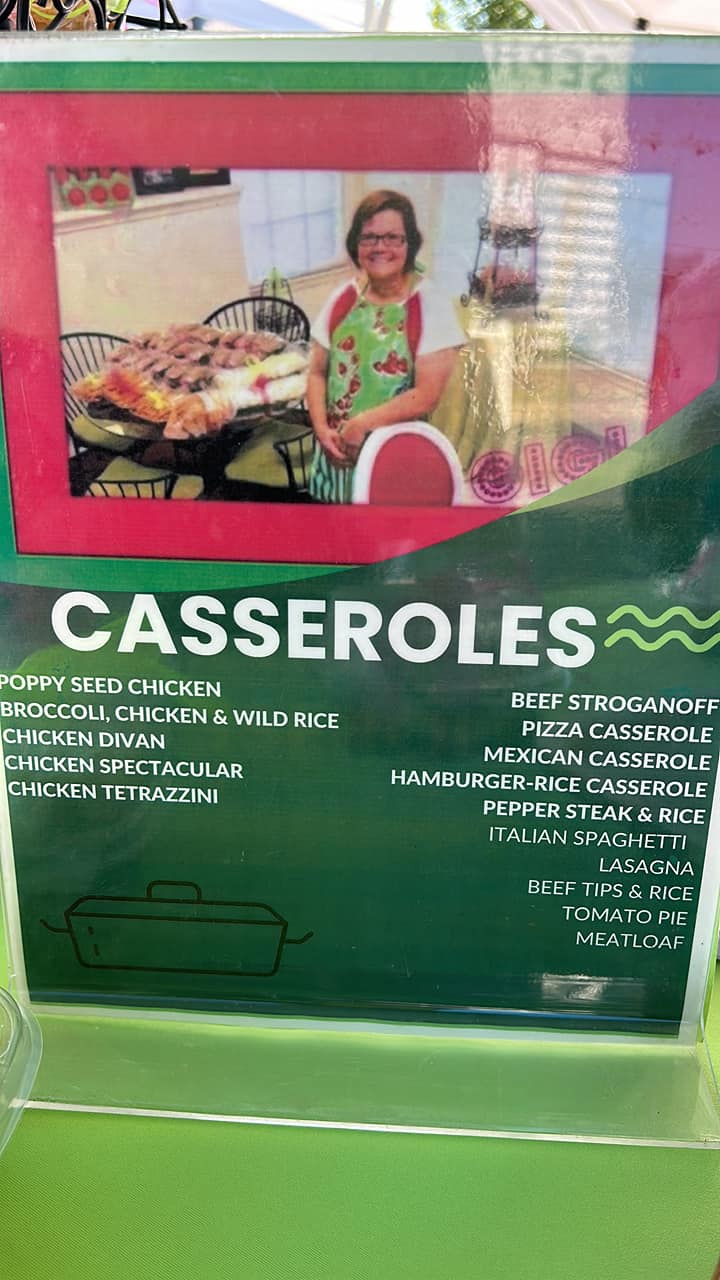 GIGI
CASSEROLES
POPPY SEED CHICKEN
BROCCOLI, CHICKEN & WILD RICE
CHICKEN DIVAN
CHICKEN SPECTACULAR
CHICKEN TETRAZZINI
BEEF STROGANOFF
PIZZA CASSEROLE
MEXICAN CASSEROLE
HAMBURGER-RICE CASSEROLE
PEPPER STEAK & RICE
ITALIAN SPAGHETTI
LASAGNA
BEEF TIPS & RICE
TOMATO PIE
MEATLOAF